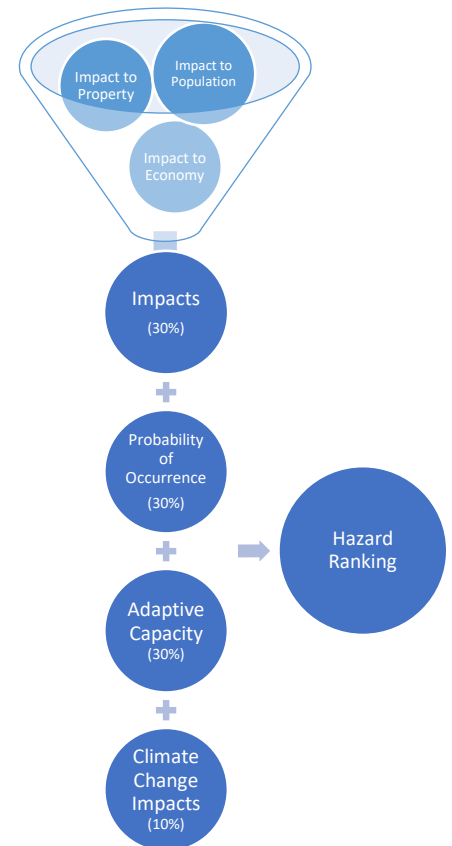 Impact to
Property
Impact to
Population
Impact to
Economy
Impacts
(30%)
Probability
of
Occurrence
(30%)
Adaptive
Capacity
(30%)
Climate
Change
Impacts
(10%)
Hazard
Ranking